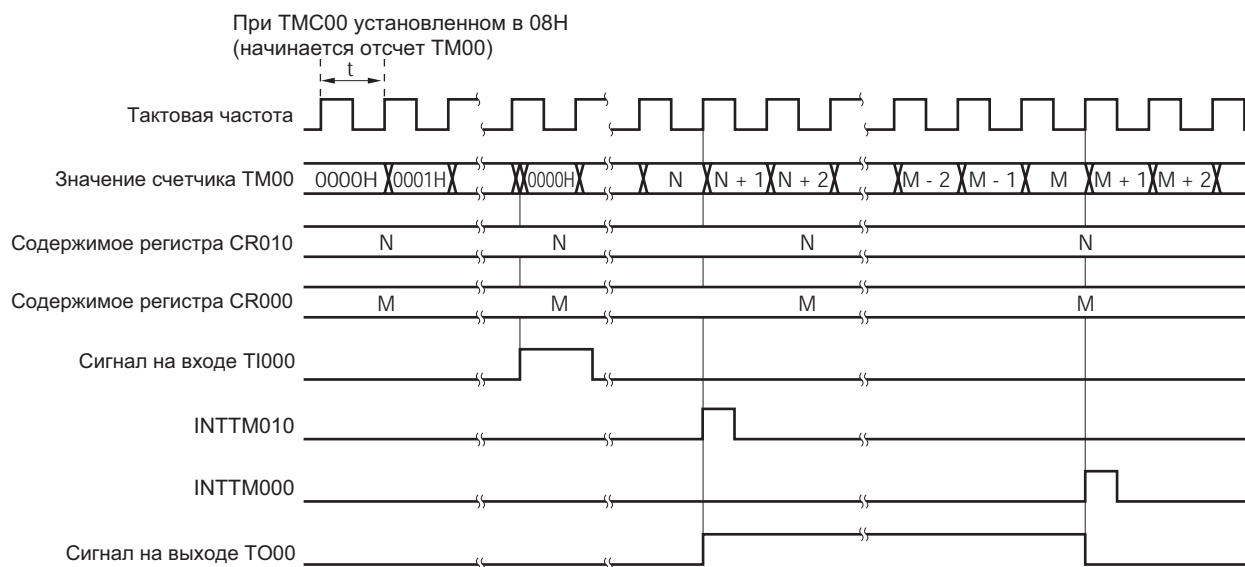 При TMC00 установленном в 08H
(начинается отсчет TM00)
t
Тактовая частота
Значение счетчика TM00 0000H 0001H 0000H N N + 1 N + 2 M - 2 M - 1 M M + 1 M + 2
Содержимое регистра CR010 N N N N
Содержимое регистра CR000 M M M M
Сигнал на входе TI000
INTTM010
INTTM000
Сигнал на выходе TO00